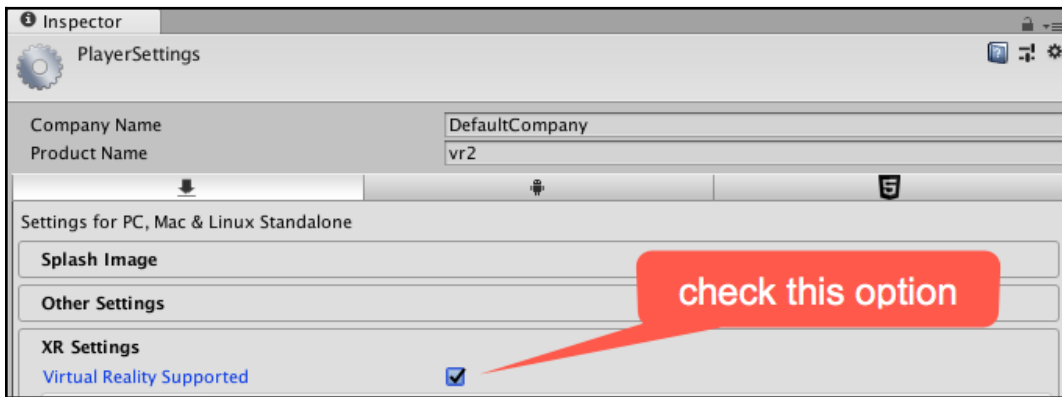 Inspector
PlayerSettings
Company Name DefaultCompany
Product Name vr2
Settings for PC, Mac & Linux Standalone
Splash Image
Other Settings
check this option
XR Settings
Virtual Reality Supported